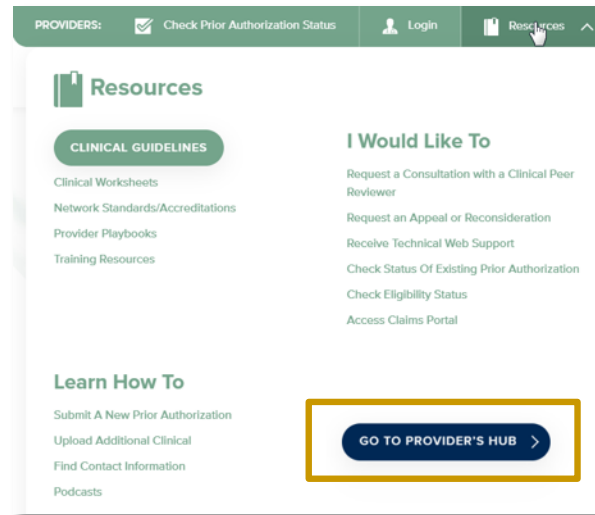 PROVIDERS: Check Prior Authorization Status Login Resources
Resources
CLINICAL GUIDELINES
Clinical Worksheets
Network Standards/Accreditations
Provider Playbooks
Training Resources
I Would Like To
Request a Consultation with a Clinical Peer
Reviewer
Request an Appeal or Reconsideration
Receive Technical Web Support
Check Status Of Existing Prior Authorization
Check Eligibility Status
Access Claims Portal
Learn How To
Submit A New Prior Authorization
Upload Additional Clinical
Find Contact Information
Podcasts
GO TO PROVIDER'S HUB